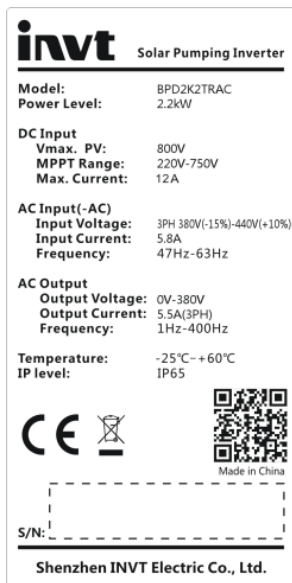 invt Solar Pumping Inverter
Model: BPD2K2TRAC
Power Level: 2.2kW
DC Input
Vmax. PV: 800V
MPPT Range: 220V-750V
Max. Current: 12A
AC Input(-AC)
Input Voltage: 3PH 380V(-15%)-440V(+10%)
Input Current: 5.8A
Frequency: 47Hz-63Hz
AC Output
Output Voltage: 0V-380V
Output Current: 5.5A(3PH)
Frequency: 1Hz-400Hz
Temperature: -25℃-+60℃
IP level: IP65
CE
Made in China
S/N:
Shenzhen INVT Electric Co., Ltd.